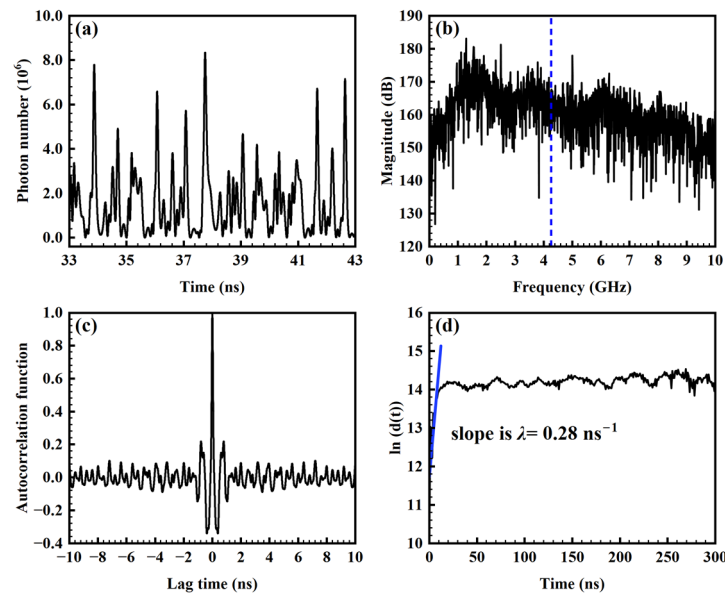 (a)
Photon number (10⁶)
8.0
6.0
4.0
2.0
0.0
33 35 37 39 41 43
Time (ns)
(b)
Magnitude (dB)
190
180
170
160
150
140
130
120
0 1 2 3 4 5 6 7 8 9 10
Frequency (GHz)
(c)
Autocorrelation function
1.0
0.8
0.6
0.4
0.2
0.0
−0.2
−0.4
−10 −8 −6 −4 −2 0 2 4 6 8 10
Lag time (ns)
(d)
ln (d(t))
16
15
14
13
12
11
10
slope is λ= 0.28 ns⁻¹
0 50 100 150 200 250 300
Time (ns)